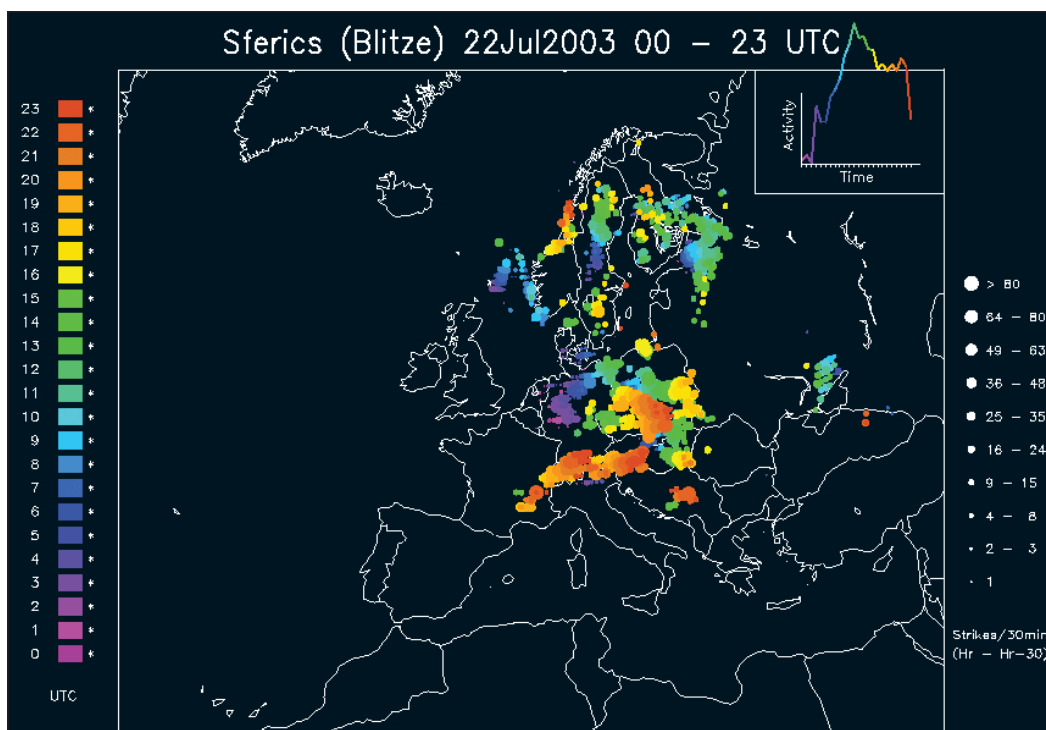 Sferics (Blitze) 22Jul2003 00 – 23 UTC
Activity
Time
23 *
22 *
21 *
20 *
19 *
18 *
17 *
16 *
15 *
14 *
13 *
12 *
11 *
10 *
9 *
8 *
7 *
6 *
5 *
4 *
3 *
2 *
1 *
0 *
UTC
> 80
64 – 80
49 – 63
36 – 48
25 – 35
16 – 24
9 – 15
4 – 8
2 – 3
1
Strikes/30min
(Hr – Hr-30)